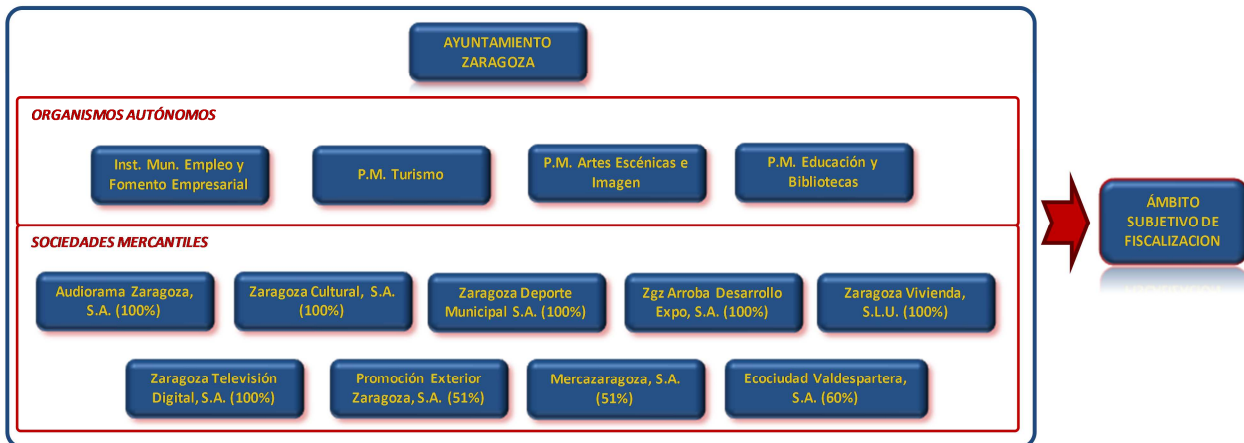 AYUNTAMIENTO
ZARAGOZA
ORGANISMOS AUTÓNOMOS
Inst. Mun. Empleo y
Fomento Empresarial
P.M. Turismo
P.M. Artes Escénicas e
Imagen
P.M. Educación y
Bibliotecas
SOCIEDADES MERCANTILES
Audiorama Zaragoza,
S.A. (100%)
Zaragoza Cultural, S.A.
(100%)
Zaragoza Deporte
Municipal S.A. (100%)
Zgz Arroba Desarrollo
Expo, S.A. (100%)
Zaragoza Vivienda,
S.L.U. (100%)
Zaragoza Televisión
Digital, S.A. (100%)
Promoción Exterior
Zaragoza, S.A. (51%)
Mercazaragoza, S.A.
(51%)
Ecociudad Valdespartera,
S.A. (60%)
ÁMBITO
SUBJETIVO DE
FISCALIZACION